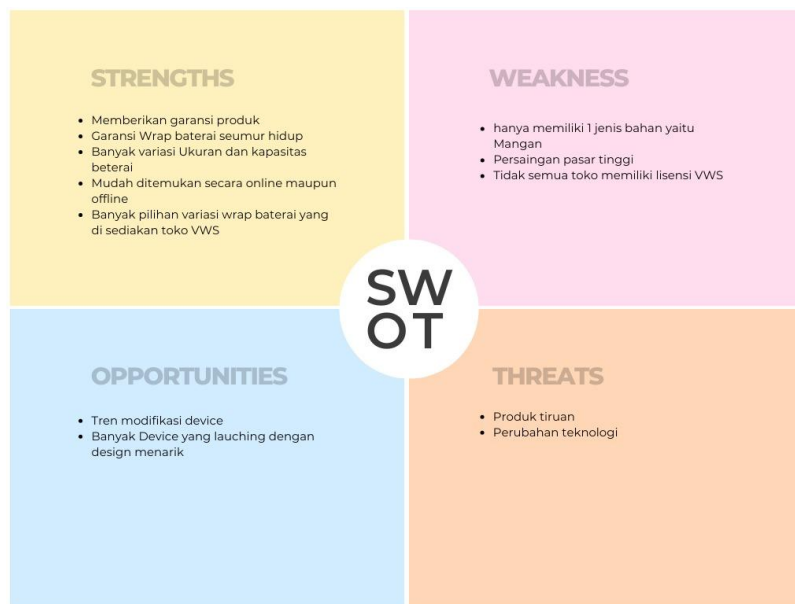 STRENGTHS
• Memberikan garansi produk
• Garansi Wrap baterai seumur hidup
• Banyak variasi Ukuran dan kapasitas
beterai
• Mudah ditemukan secara online maupun
offline
• Banyak pilihan variasi wrap baterai yang
di sediakan toko VWS
WEAKNESS
• hanya memiliki 1 jenis bahan yaitu
Mangan
• Persaingan pasar tinggi
• Tidak semua toko memiliki lisensi VWS
SW
OT
OPPORTUNITIES
• Tren modifikasi device
• Banyak Device yang lauching dengan
design menarik
THREATS
• Produk tiruan
• Perubahan teknologi